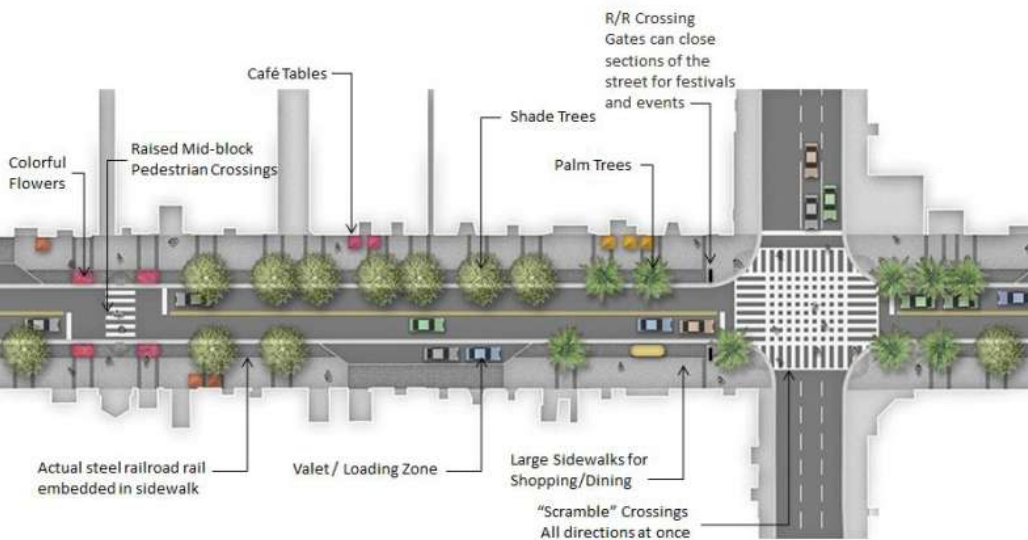 R/R Crossing
Gates can close
sections of the
street for festivals
and events
Café Tables
Shade Trees
Raised Mid-block
Pedestrian Crossings
Colorful
Flowers
Palm Trees
Actual steel railroad rail
embedded in sidewalk
Valet / Loading Zone
Large Sidewalks for
Shopping/Dining
“Scramble” Crossings
All directions at once